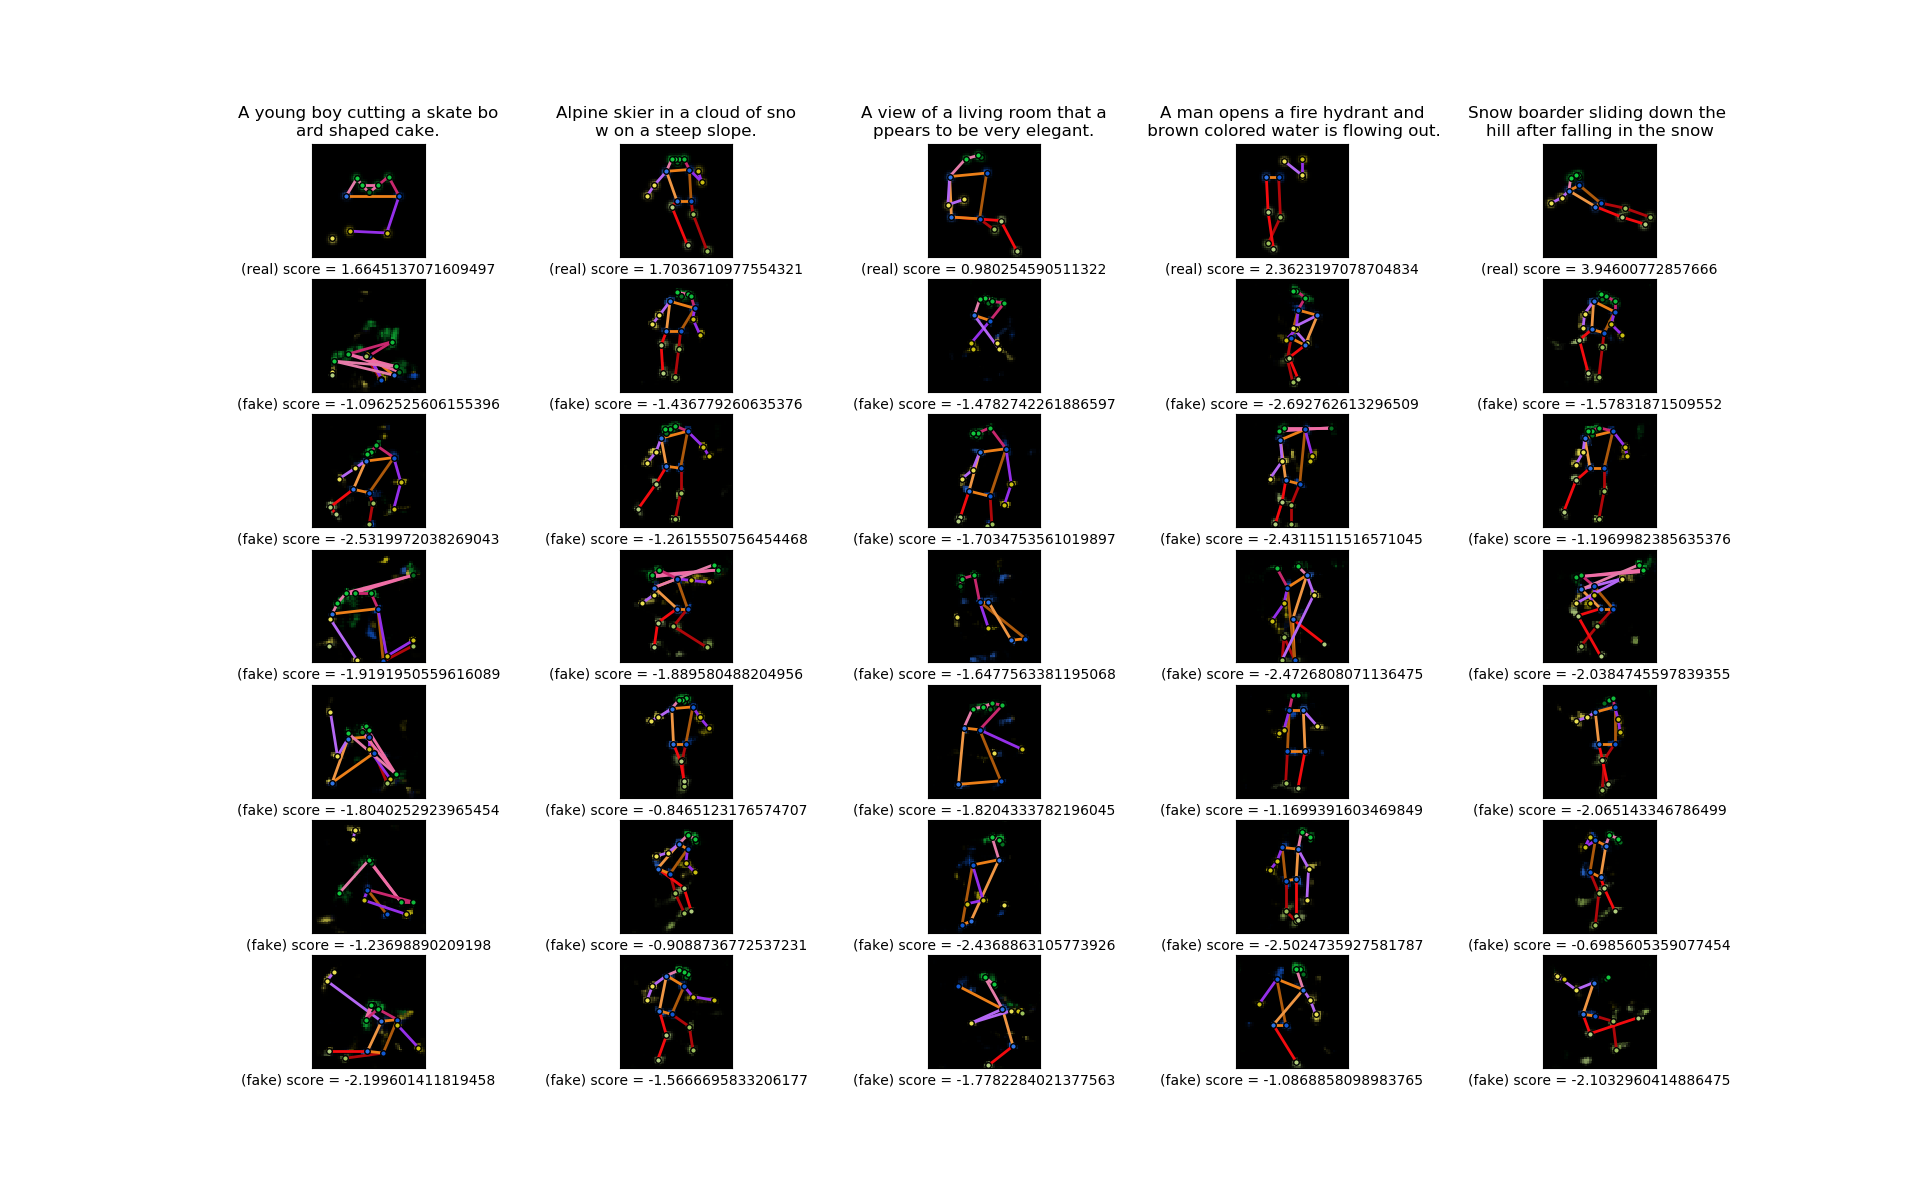 A young boy cutting a skate bo
ard shaped cake.
Alpine skier in a cloud of sno
w on a steep slope.
A view of a living room that a
ppears to be very elegant.
A man opens a fire hydrant and
brown colored water is flowing out.
Snow boarder sliding down the
hill after falling in the snow
(real) score = 1.6645137071609497
(real) score = 1.7036710977554321
(real) score = 0.980254590511322
(real) score = 2.3623197078704834
(real) score = 3.94600772857666
(fake) score = -1.0962525606155396
(fake) score = -1.436779260635376
(fake) score = -1.4782742261886597
(fake) score = -2.692762613296509
(fake) score = -1.57831871509552
(fake) score = -2.5319972038269043
(fake) score = -1.2615550756454468
(fake) score = -1.7034753561019897
(fake) score = -2.4311511516571045
(fake) score = -1.1969982385635376
(fake) score = -1.9191950559616089
(fake) score = -1.889580488204956
(fake) score = -1.6477563381195068
(fake) score = -2.4726808071136475
(fake) score = -2.0384745597839355
(fake) score = -1.8040252923965454
(fake) score = -0.8465123176574707
(fake) score = -1.8204333782196045
(fake) score = -1.1699391603469849
(fake) score = -2.065143346786499
(fake) score = -1.23698890209198
(fake) score = -0.9088736772537231
(fake) score = -2.4368863105773926
(fake) score = -2.5024735927581787
(fake) score = -0.6985605359077454
(fake) score = -2.199601411819458
(fake) score = -1.5666695833206177
(fake) score = -1.7782284021377563
(fake) score = -1.0868858098983765
(fake) score = -2.1032960414886475